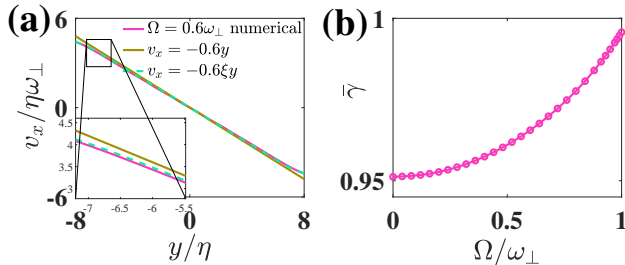 (a)
6
0
-6
v_x/ηω_⊥
Ω = 0.6ω_⊥ numerical
v_x = −0.6y
v_x = −0.6ξy
4.5
4
3.5
3
-7 -6.5 -6 -5.5
-8 0 8
y/η
(b)
1
0.95
γ̄
0 0.5 1
Ω/ω_⊥